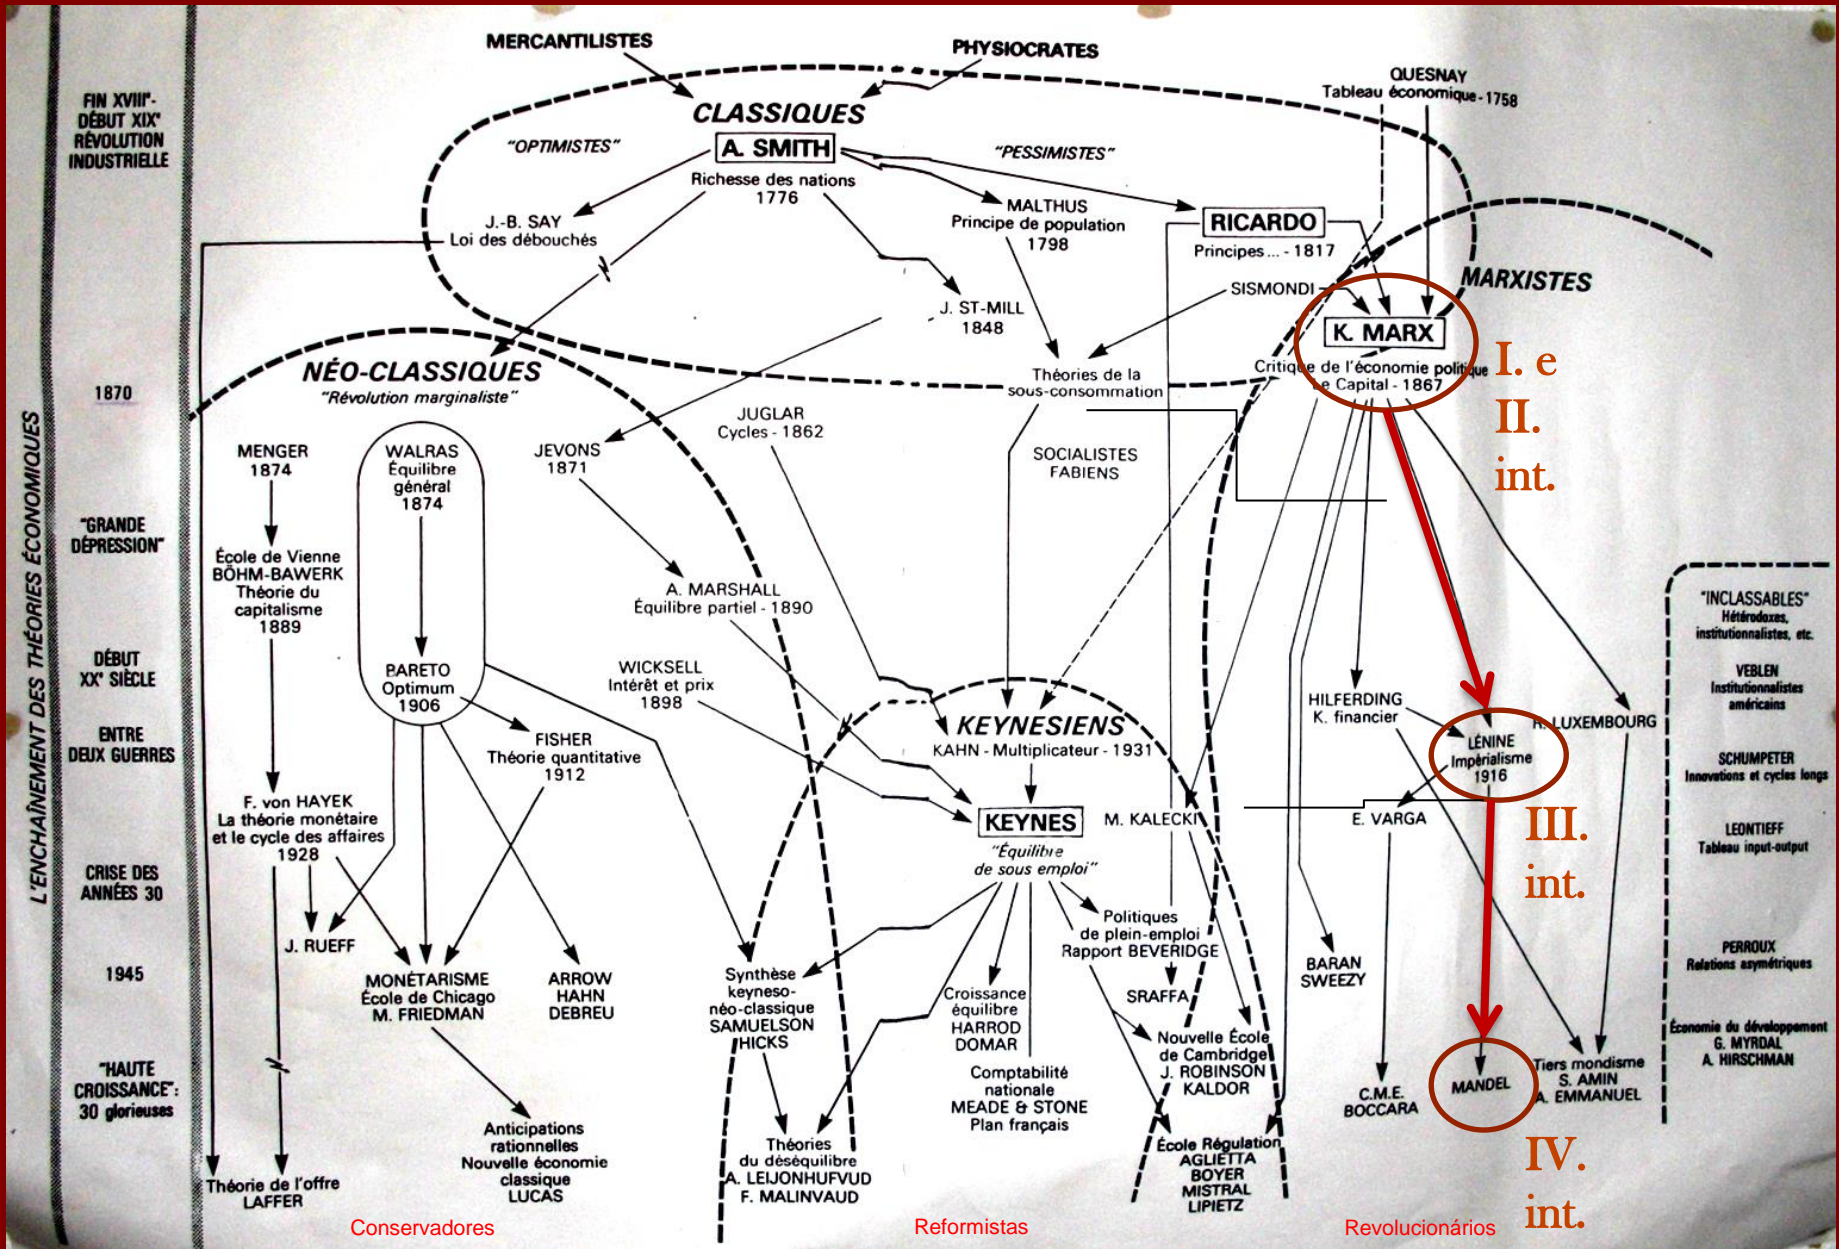 L'ENCHAÎNEMENT DES THÉORIES ÉCONOMIQUES
FIN XVIIIᵉ-
DÉBUT XIXᵉ
RÉVOLUTION
INDUSTRIELLE
1870
"GRANDE
DÉPRESSION"
DÉBUT
XXᵉ SIÈCLE
ENTRE
DEUX GUERRES
CRISE DES
ANNÉES 30
1945
"HAUTE
CROISSANCE":
30 glorieuses
MERCANTILISTES
PHYSIOCRATES
QUESNAY
Tableau économique - 1758
CLASSIQUES
"OPTIMISTES"
A. SMITH
"PESSIMISTES"
Richesse des nations
1776
J.-B. SAY
Loi des débouchés
MALTHUS
Principe de population
1798
RICARDO
Principes... - 1817
SISMONDI
MARXISTES
J. ST-MILL
1848
K. MARX
Critique de l'économie politique
Le Capital - 1867
I. e
II.
int.
NÉO-CLASSIQUES
"Révolution marginaliste"
Théories de la
sous-consommation
JUGLAR
Cycles - 1862
MENGER
1874
WALRAS
Équilibre
général
1874
JEVONS
1871
SOCIALISTES
FABIENS
École de Vienne
BÖHM-BAWERK
Théorie du
capitalisme
1889
A. MARSHALL
Équilibre partiel - 1890
PARETO
Optimum
1906
WICKSELL
Intérêt et prix
1898
FISHER
Théorie quantitative
1912
KEYNESIENS
KAHN - Multiplicateur - 1931
KEYNES
"Équilibre
de sous emploi"
M. KALECKI
HILFERDING
K. financier
LÉNINE
Impérialisme
1916
R. LUXEMBOURG
E. VARGA
III.
int.
F. von HAYEK
La théorie monétaire
et le cycle des affaires
1928
J. RUEFF
MONÉTARISME
École de Chicago
M. FRIEDMAN
ARROW
HAHN
DEBREU
Synthèse
keyneso-
néo-classique
SAMUELSON
HICKS
Croissance
équilibre
HARROD
DOMAR
Politiques
de plein-emploi
Rapport BEVERIDGE
SRAFFA
BARAN
SWEEZY
Nouvelle École
de Cambridge
J. ROBINSON
KALDOR
Comptabilité
nationale
MEADE & STONE
Plan français
C.M.E.
BOCCARA
MANDEL
Tiers mondisme
S. AMIN
A. EMMANUEL
IV.
int.
Théorie de l'offre
LAFFER
Anticipations
rationnelles
Nouvelle économie
classique
LUCAS
Théories
du déséquilibre
A. LEIJONHUFVUD
F. MALINVAUD
École Régulation
AGLIETTA
BOYER
MISTRAL
LIPIETZ
"INCLASSABLES"
Hétérodoxes,
institutionnalistes, etc.
VEBLEN
Institutionnalistes
américains
SCHUMPETER
Innovations et cycles longs
LEONTIEFF
Tableau input-output
PERROUX
Relations asymétriques
Économie du développement
G. MYRDAL
A. HIRSCHMAN
Conservadores
Reformistas
Revolucionários